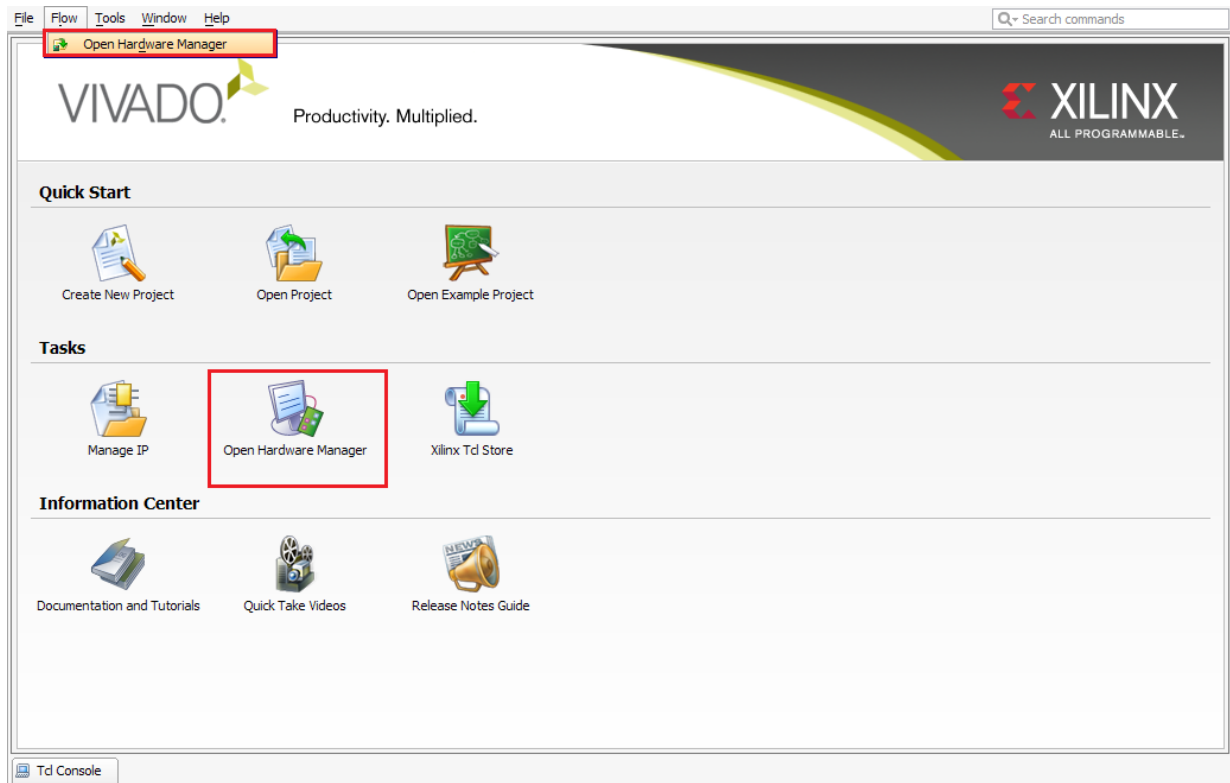 File Flow Tools Window Help
Search commands
Open Hardware Manager
VIVADO.
Productivity. Multiplied.
XILINX
ALL PROGRAMMABLE™
Quick Start
Create New Project
Open Project
Open Example Project
Tasks
Manage IP
Open Hardware Manager
Xilinx Tcl Store
Information Center
NEWS
Documentation and Tutorials
Quick Take Videos
Release Notes Guide
Tcl Console